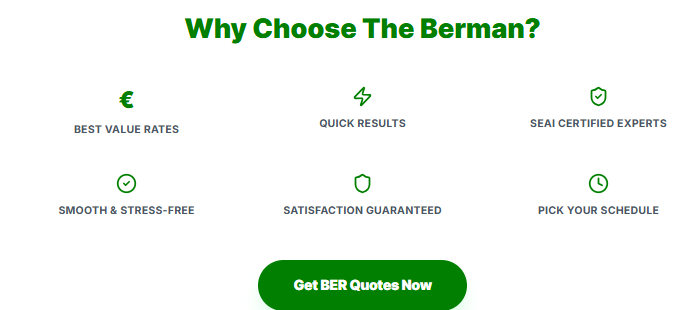 Why Choose The Berman?
€
BEST VALUE RATES
QUICK RESULTS
SEAI CERTIFIED EXPERTS
SMOOTH & STRESS-FREE
SATISFACTION GUARANTEED
PICK YOUR SCHEDULE
Get BER Quotes Now